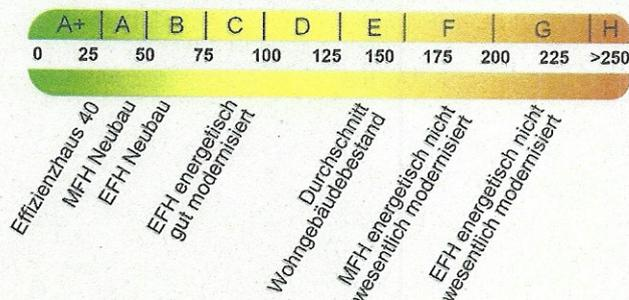 A+ A B C D E F G H
0 25 50 75 100 125 150 175 200 225 >250
Effizienzhaus 40
MFH Neubau
EFH Neubau
EFH energetisch
gut modernisiert
Durchschnitt
Wohngebäudebestand
MFH energetisch nicht
wesentlich modernisiert
EFH energetisch nicht
wesentlich modernisiert